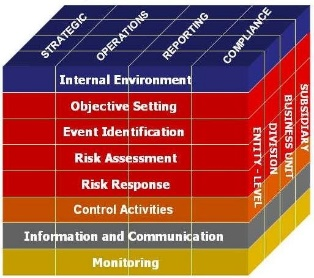 STRATEGIC
OPERATIONS
REPORTING
COMPLIANCE
Internal Environment
Objective Setting
Event Identification
Risk Assessment
Risk Response
Control Activities
Information and Communication
Monitoring
ENTITY - LEVEL
DIVISION
BUSINESS UNIT
SUBSIDIARY